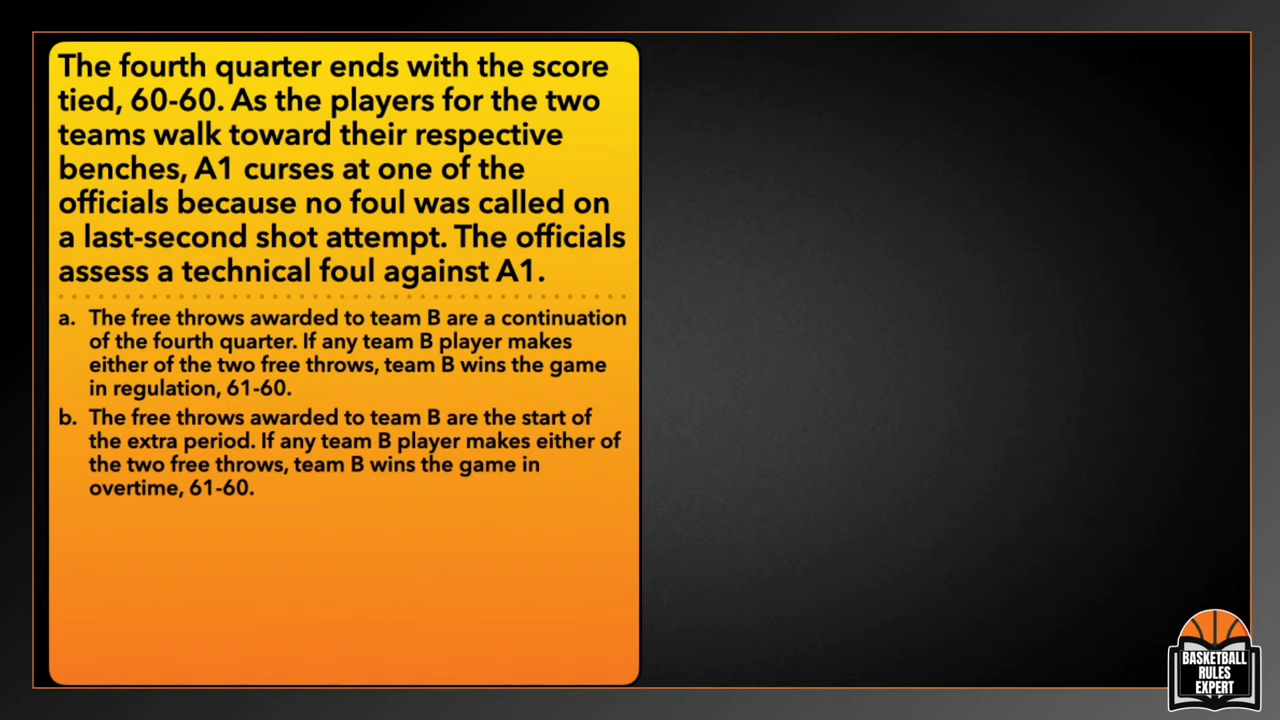 The fourth quarter ends with the score
tied, 60-60. As the players for the two
teams walk toward their respective
benches, A1 curses at one of the
officials because no foul was called on
a last-second shot attempt. The officials
assess a technical foul against A1.
a. The free throws awarded to team B are a continuation
of the fourth quarter. If any team B player makes
either of the two free throws, team B wins the game
in regulation, 61-60.
b. The free throws awarded to team B are the start of
the extra period. If any team B player makes either of
the two free throws, team B wins the game in
overtime, 61-60.
BASKETBALL
RULES
EXPERT